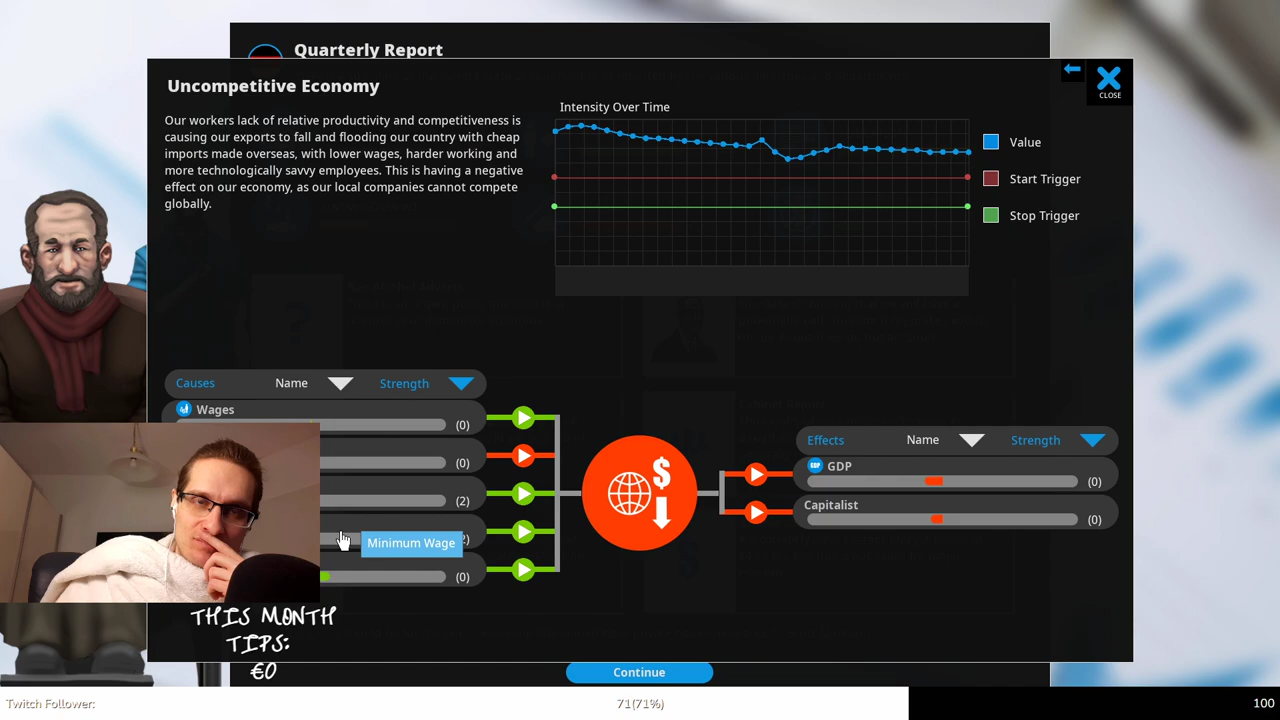 Quarterly Report
Uncompetitive Economy
CLOSE
Our workers lack of relative productivity and competitiveness is
causing our exports to fall and flooding our country with cheap
imports made overseas, with lower wages, harder working and
more technologically savvy employees. This is having a negative
effect on our economy, as our local companies cannot compete
globally.
Intensity Over Time
Value
Start Trigger
Stop Trigger
Causes Name Strength
Wages
(0)
(0)
(2)
Minimum Wage
(0)
$
Effects Name Strength
GDP GDP
(0)
Capitalist
(0)
THIS MONTH
TIPS:
€0
Continue
Twitch Follower: 71(71%) 100